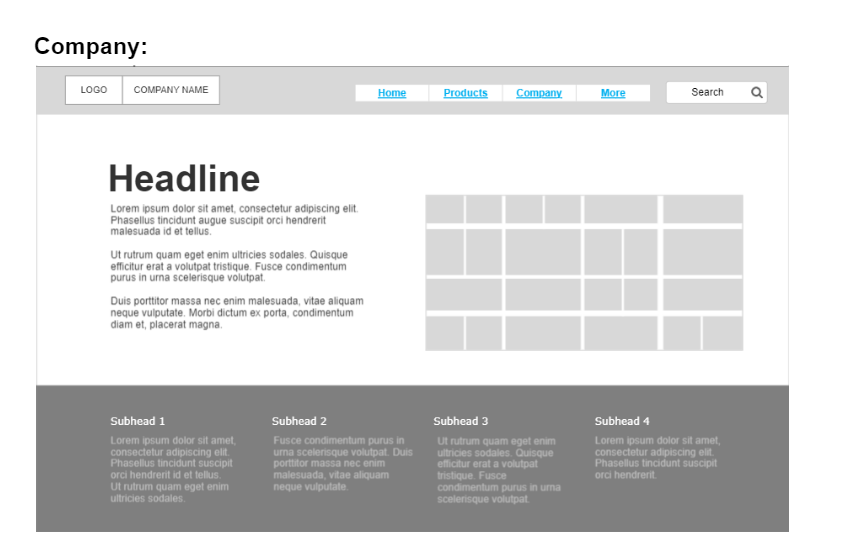 Company:
LOGO
COMPANY NAME
Home
Products
Company
More
Search
Headline
Lorem ipsum dolor sit amet, consectetur adipiscing elit.
Phasellus tincidunt augue suscipit orci hendrerit
malesuada id et tellus.
Ut rutrum quam eget enim ultricies sodales. Quisque
efficitur erat a volutpat tristique. Fusce condimentum
purus in urna scelerisque volutpat.
Duis porttitor massa nec enim malesuada, vitae aliquam
neque vulputate. Morbi dictum ex porta, condimentum
diam et, placerat magna.
Subhead 1
Lorem ipsum dolor sit amet,
consectetur adipiscing elit.
Phasellus tincidunt suscipit
orci hendrerit id et tellus.
Ut rutrum quam eget enim
ultricies sodales.
Subhead 2
Fusce condimentum purus in
urna scelerisque volutpat. Duis
porttitor massa nec enim
malesuada, vitae aliquam
neque vulputate.
Subhead 3
Ut rutrum quam eget enim
ultricies sodales. Quisque
efficitur erat a volutpat
tristique. Fusce
condimentum purus in urna
scelerisque volutpat.
Subhead 4
Lorem ipsum dolor sit amet,
consectetur adipiscing elit.
Phasellus tincidunt suscipit
orci hendrerit.